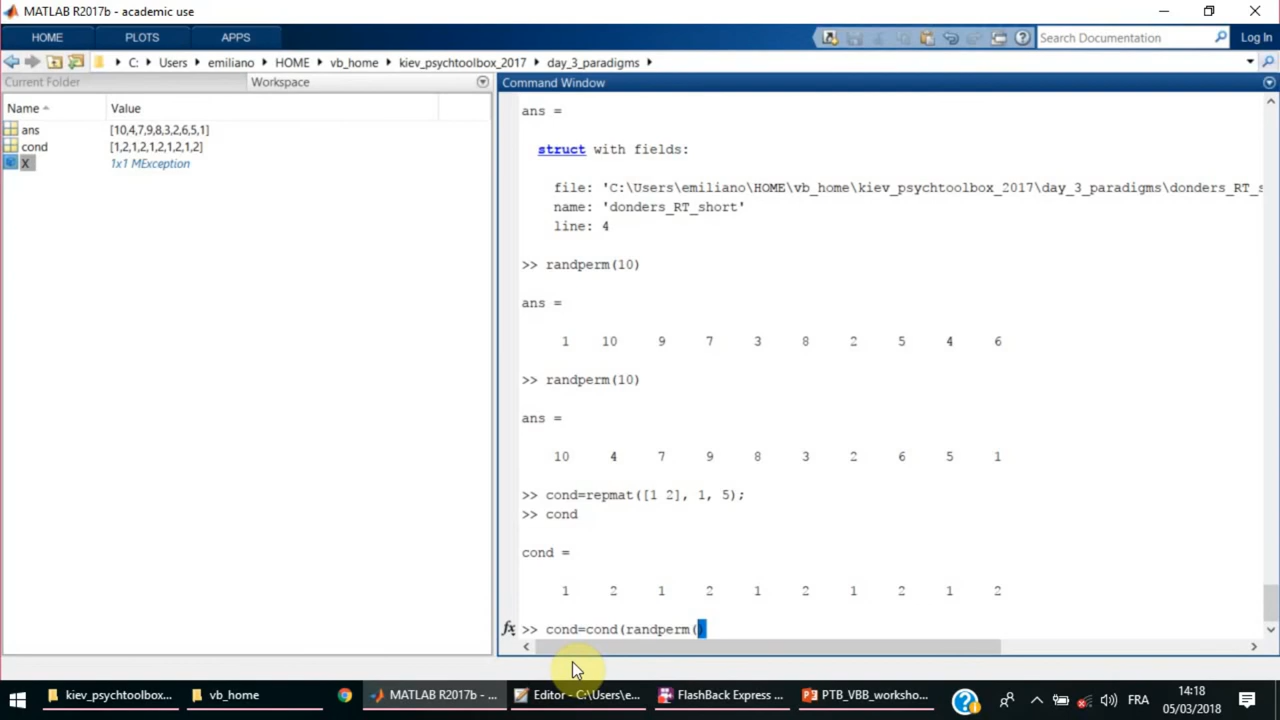 MATLAB R2017b - academic use
HOME PLOTS APPS Search Documentation Log In
C: Users emiliano HOME vb_home kiev_psychtoolbox_2017 day_3_paradigms
Current Folder Workspace Command Window
Name Value
ans [10,4,7,9,8,3,2,6,5,1]
cond [1,2,1,2,1,2,1,2,1,2]
X 1x1 MException
ans =
struct with fields:
file: 'C:\Users\emiliano\HOME\vb_home\kiev_psychtoolbox_2017\day_3_paradigms\donders_RT_s
name: 'donders_RT_short'
line: 4
>> randperm(10)
ans =
1 10 9 7 3 8 2 5 4 6
>> randperm(10)
ans =
10 4 7 9 8 3 2 6 5 1
>> cond=repmat([1 2], 1, 5);
>> cond
cond =
1 2 1 2 1 2 1 2 1 2
fx >> cond=cond(randperm()
kiev_psychtoolbox... vb_home MATLAB R2017b - ... Editor - C:\Users\e... FlashBack Express ... PTB_VBB_worksho... FRA 14:18
05/03/2018